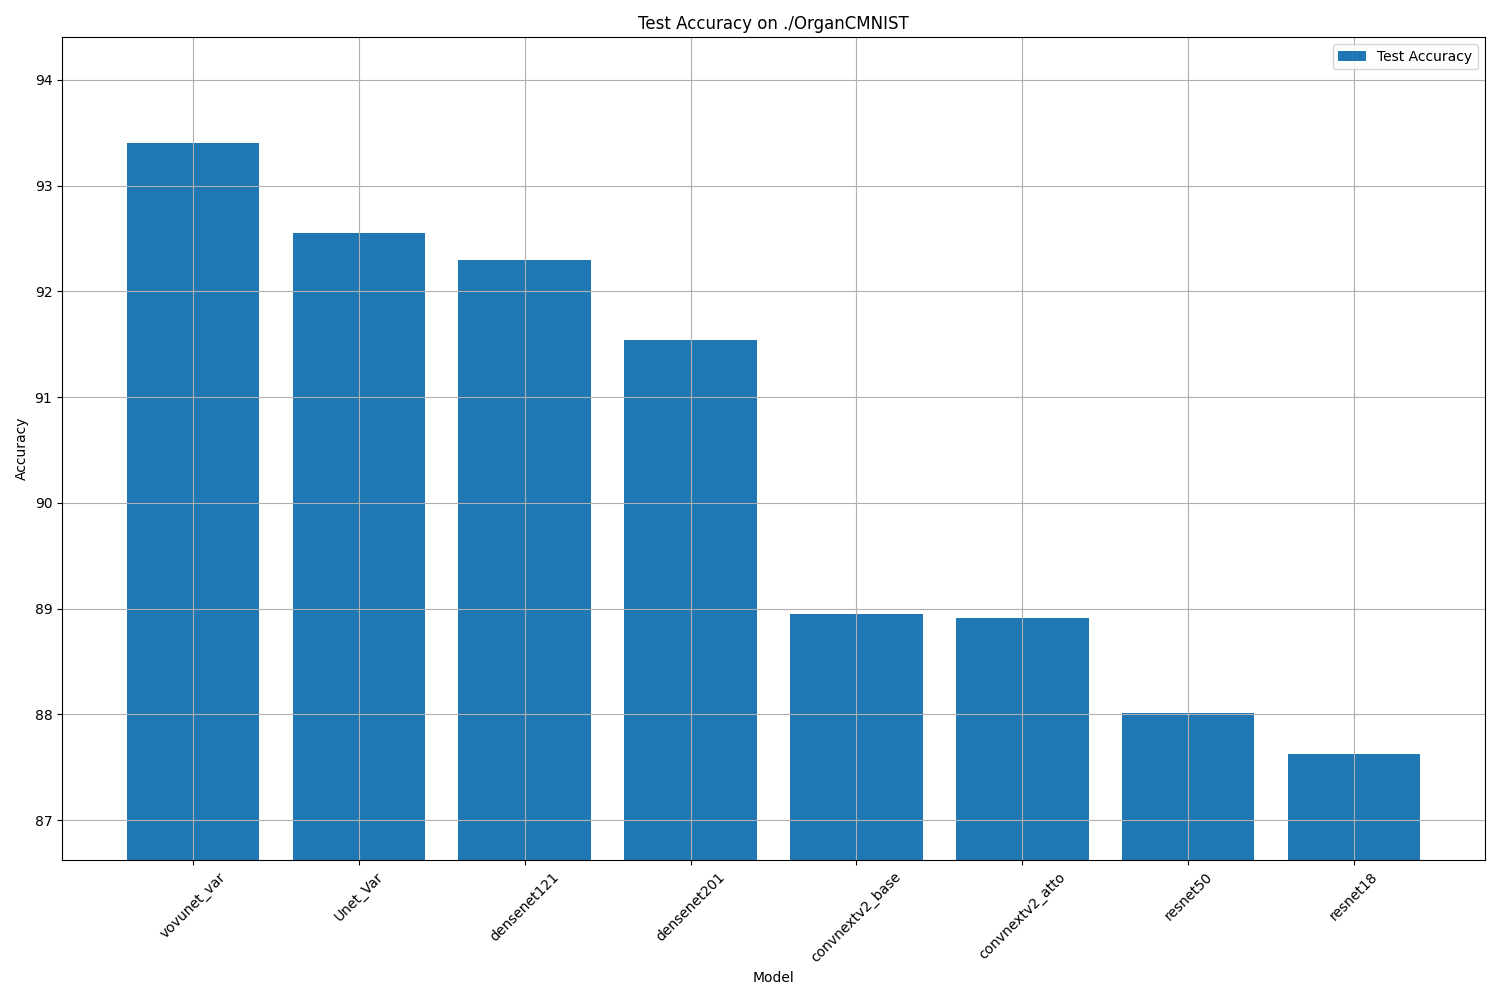 Test Accuracy on ./OrganCMNIST
Test Accuracy
94
93
92
91
90
89
88
87
Accuracy
vovunet_var
Unet_Var
densenet121
densenet201
convnextv2_base
convnextv2_atto
resnet50
resnet18
Model